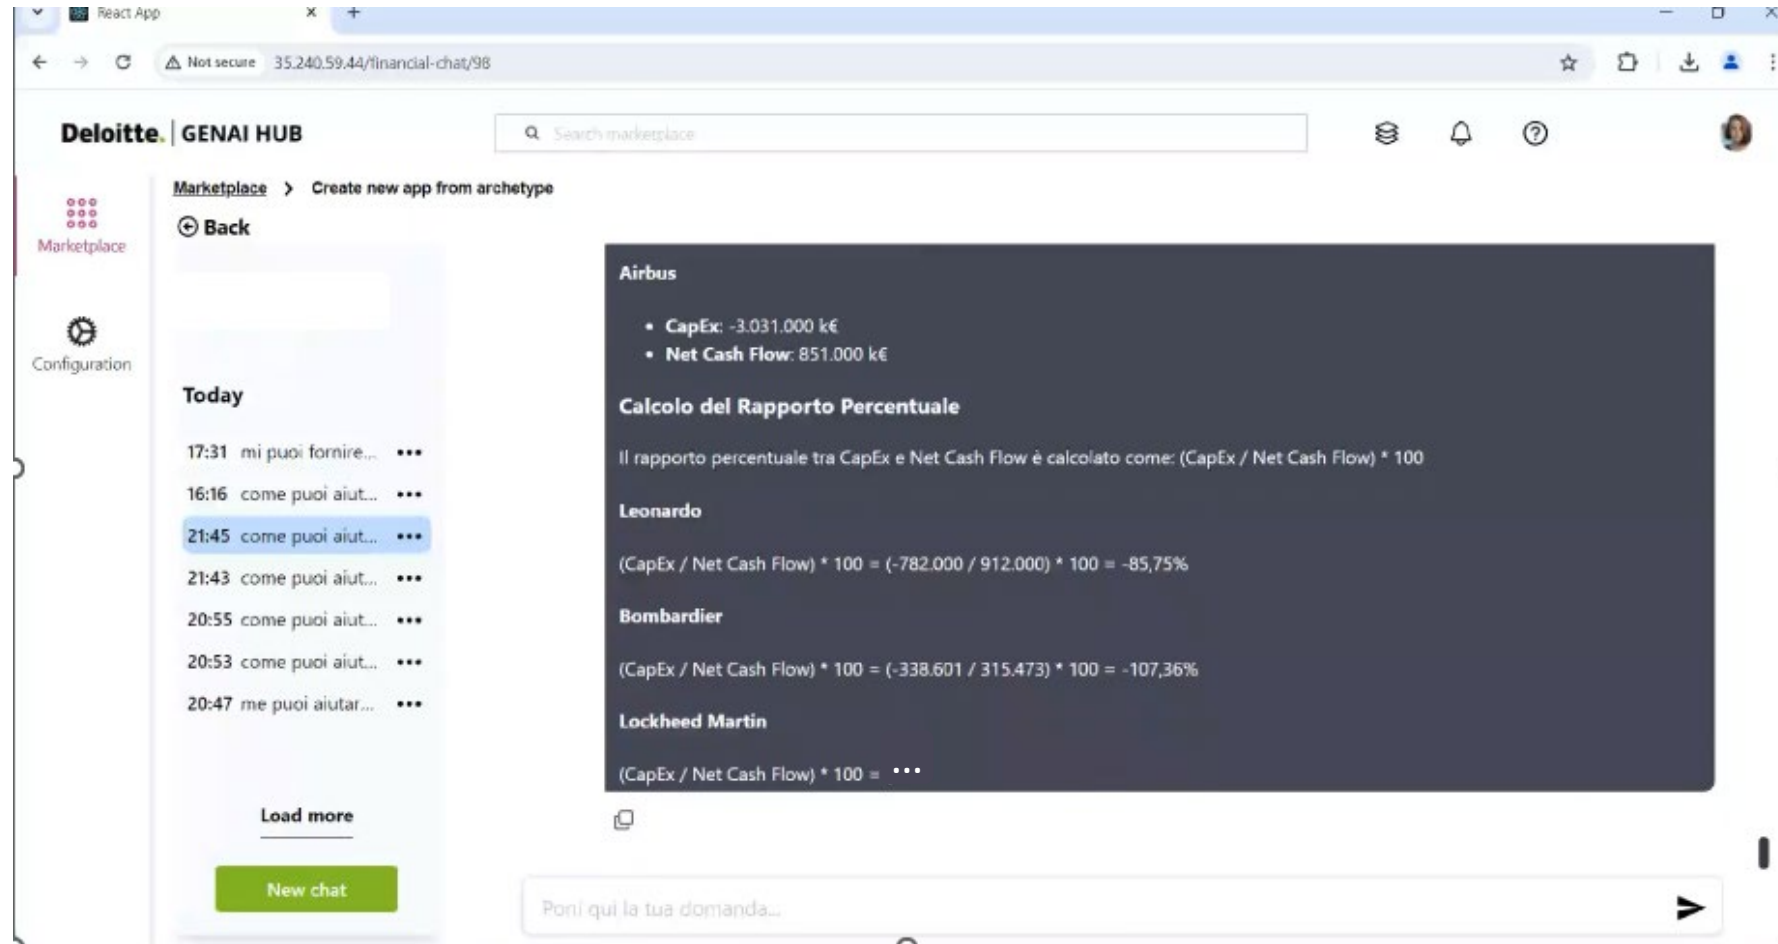 React App
Not secure 35.240.59.44/financial-chat/98
Deloitte. | GENAI HUB
Search marketplace
Marketplace > Create new app from archetype
Back
Marketplace
Configuration
Today
17:31 mi puoi fornire...
16:16 come puoi aiut...
21:45 come puoi aiut...
21:43 come puoi aiut...
20:55 come puoi aiut...
20:53 come puoi aiut...
20:47 me puoi aiutar...
Load more
New chat
Airbus
• CapEx: -3.031.000 k€
• Net Cash Flow: 851.000 k€
Calcolo del Rapporto Percentuale
Il rapporto percentuale tra CapEx e Net Cash Flow è calcolato come: (CapEx / Net Cash Flow) * 100
Leonardo
(CapEx / Net Cash Flow) * 100 = (-782.000 / 912.000) * 100 = -85,75%
Bombardier
(CapEx / Net Cash Flow) * 100 = (-338.601 / 315.473) * 100 = -107,36%
Lockheed Martin
(CapEx / Net Cash Flow) * 100 = ...
Poni qui la tua domanda...